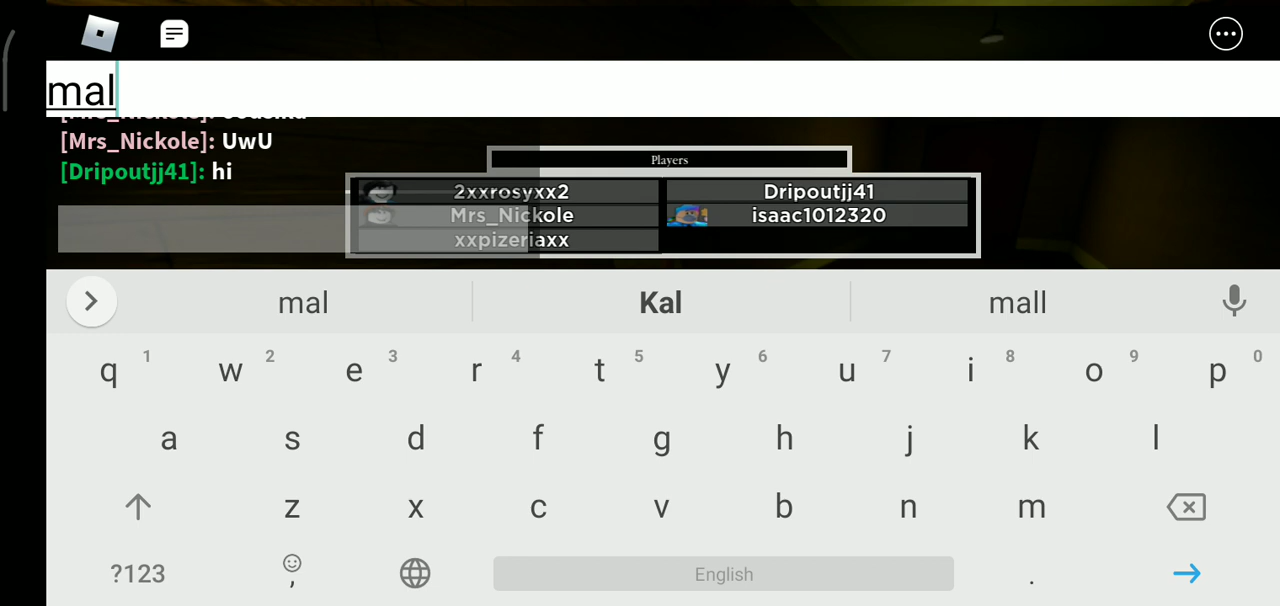 mal
[Mrs_Nickole]: UwU
[Dripoutjj41]: hi
Players
2xxrosyxx2 Dripoutjj41
Mrs_Nickole isaac1012320
xxpizeriaxx
mal Kal mall
q 1 w 2 e 3 r 4 t 5 y 6 u 7 i 8 o 9 p 0
a s d f g h j k l
z x c v b n m
?123 , English .